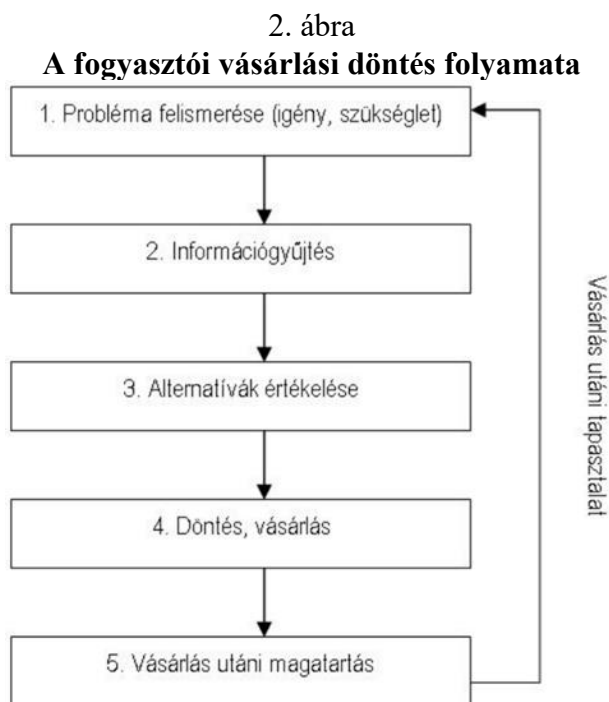 2. ábra
A fogyasztói vásárlási döntés folyamata
1. Probléma felismerése (igény, szükséglet)
2. Információgyűjtés
3. Alternatívák értékelése
4. Döntés, vásárlás
5. Vásárlás utáni magatartás
Vásárlás utáni tapasztalat